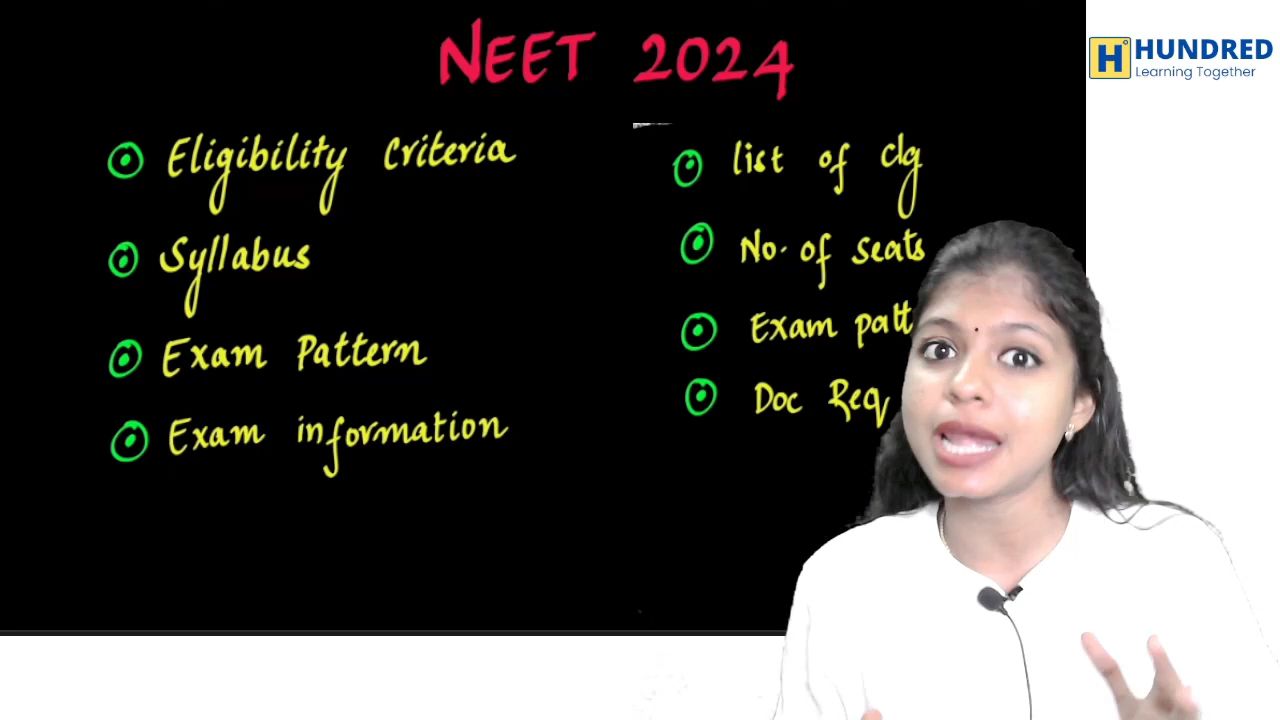 NEET 2024
HUNDRED
Learning Together
Eligibility Criteria
Syllabus
Exam Pattern
Exam information
list of clg
No. of seats
Exam patt
Doc Req